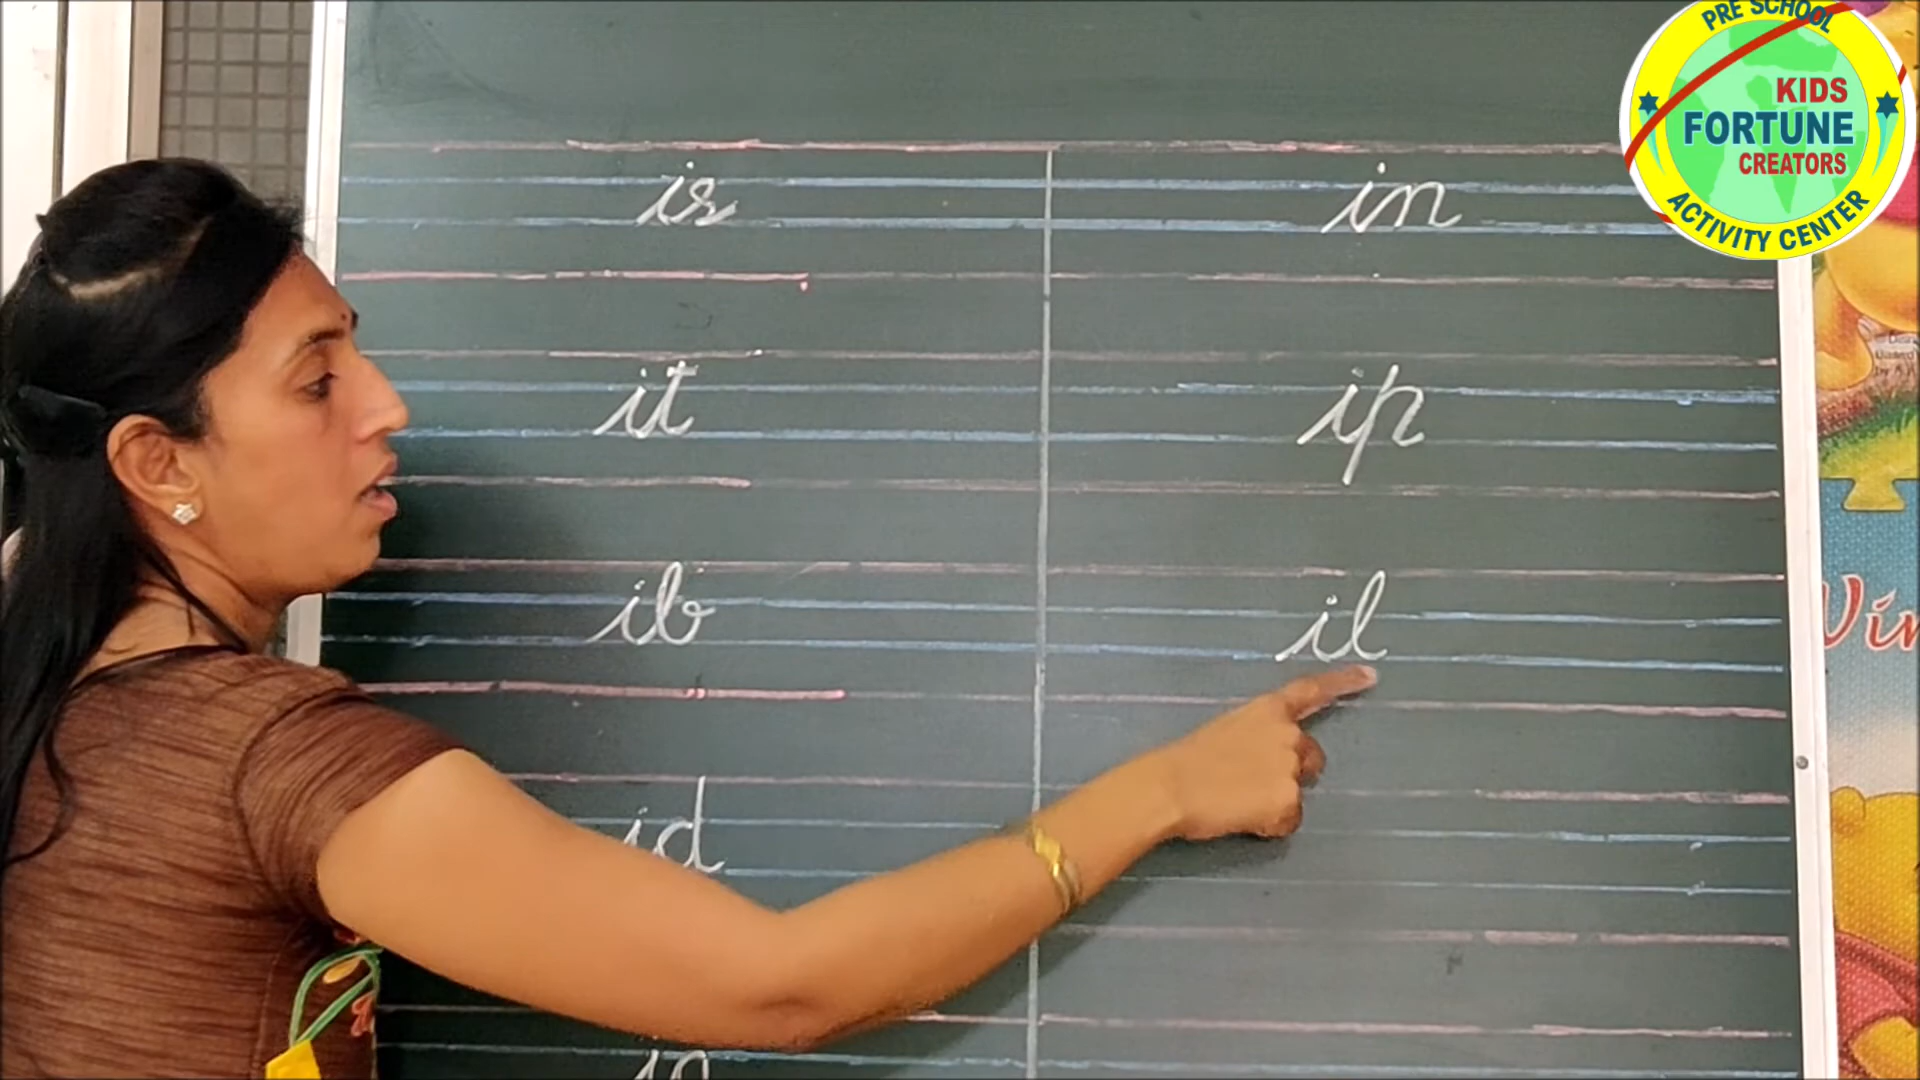 PRE SCHOOL
KIDS
FORTUNE
CREATORS
ACTIVITY CENTER
is in
it ip
ib il
id